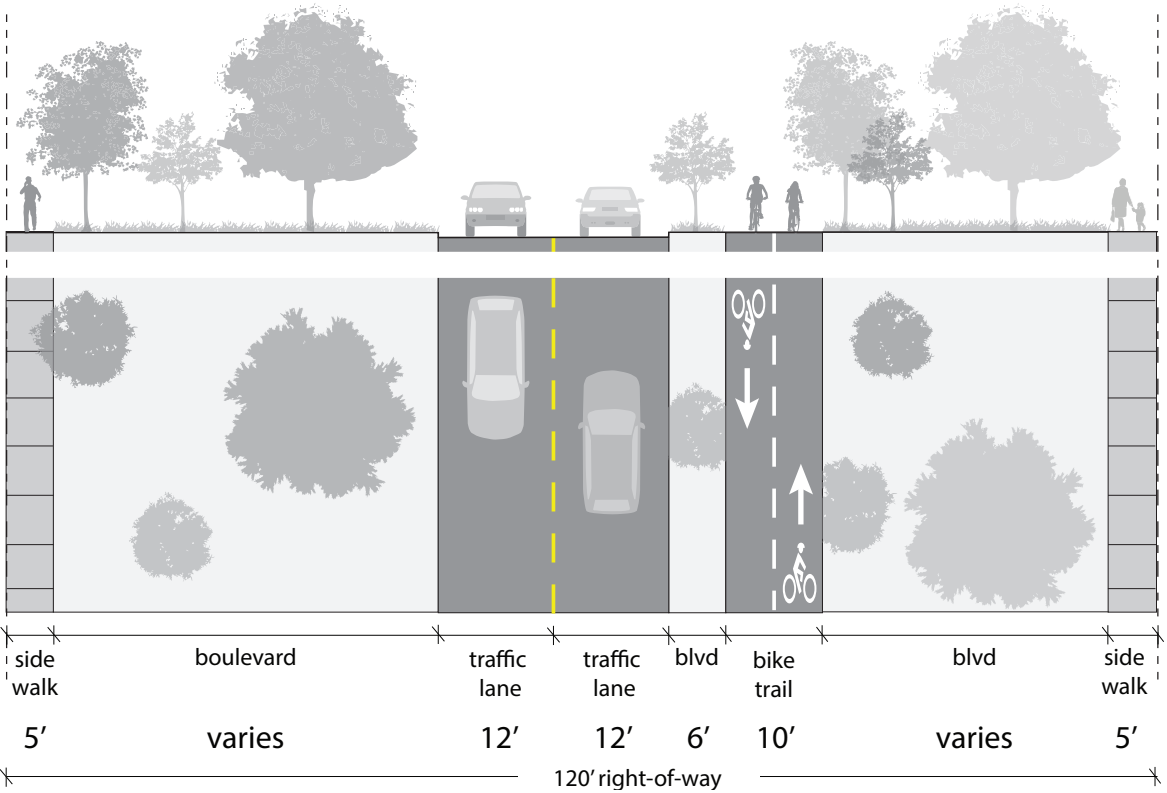 side
walk
boulevard
traffic
lane
traffic
lane
blvd
bike
trail
blvd
side
walk
5’
varies
12’
12’
6’
10’
varies
5’
120’ right-of-way